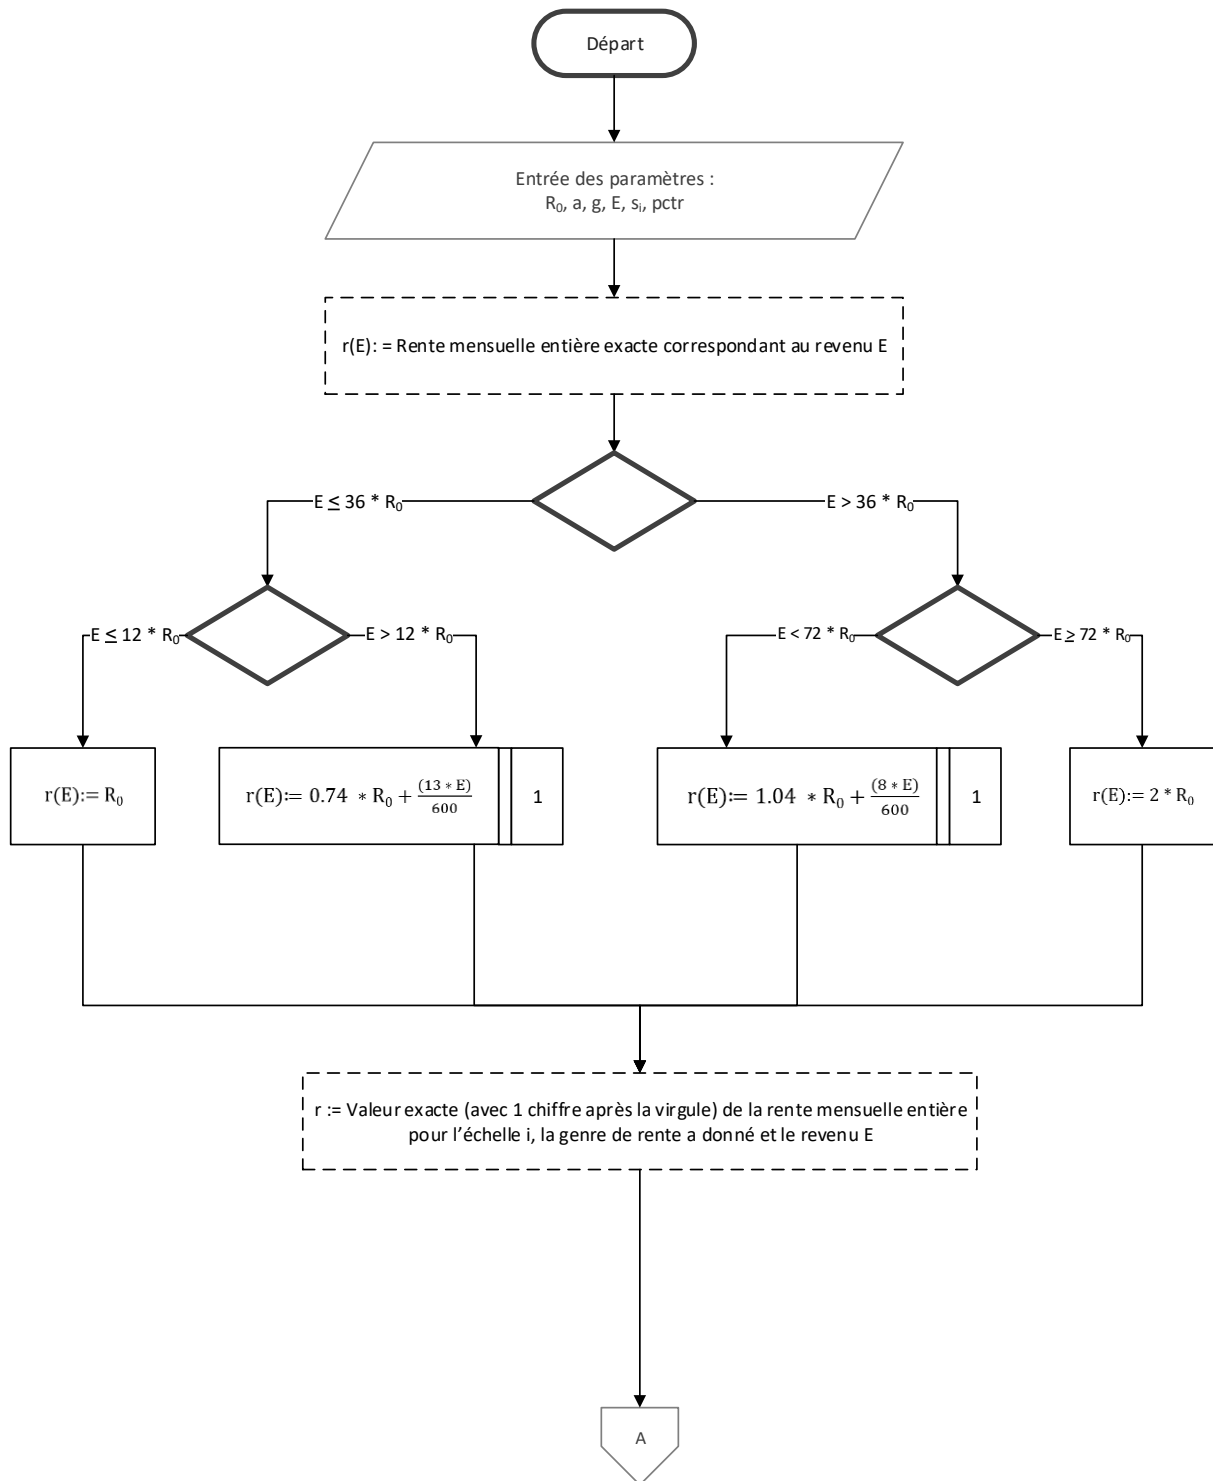 Départ
Entrée des paramètres :
R₀, a, g, E, sᵢ, pctr
r(E): = Rente mensuelle entière exacte correspondant au revenu E
E ≤ 36 * R₀
E > 36 * R₀
E ≤ 12 * R₀
E > 12 * R₀
E < 72 * R₀
E ≥ 72 * R₀
r(E):= R₀
r(E):= 0.74 * R₀ + (13 * E)/600
1
r(E):= 1.04 * R₀ + (8 * E)/600
1
r(E):= 2 * R₀
r := Valeur exacte (avec 1 chiffre après la virgule) de la rente mensuelle entière
pour l'échelle i, la genre de rente a donné et le revenu E
A